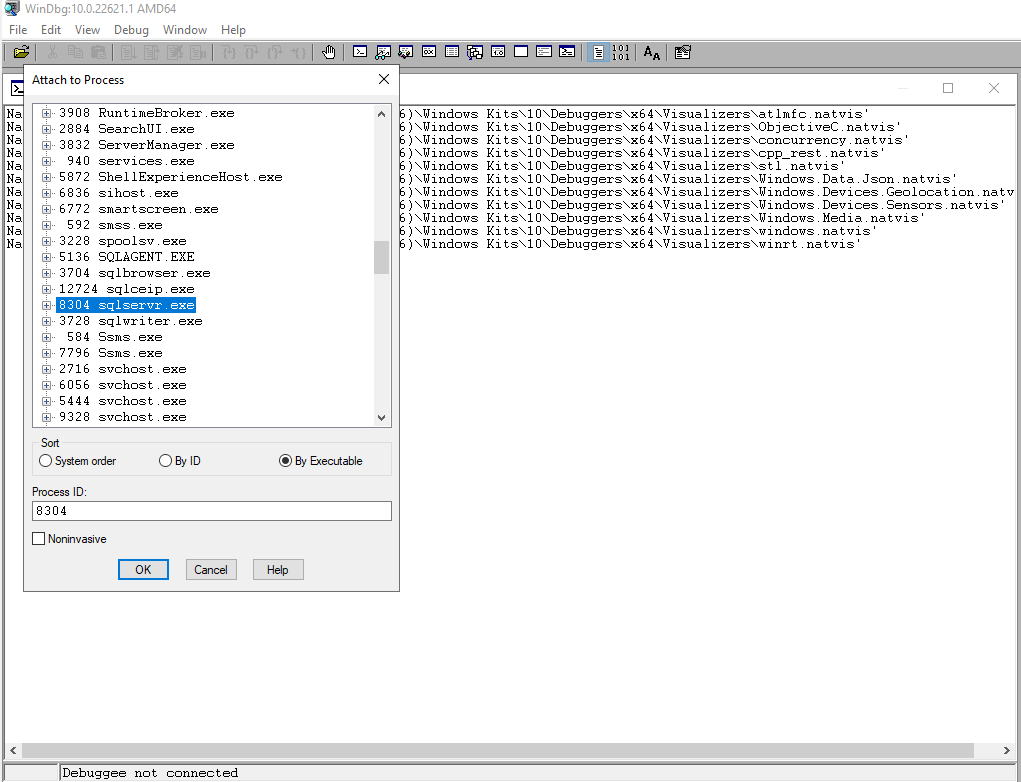 WinDbg:10.0.22621.1 AMD64
File Edit View Debug Window Help
Attach to Process
3908 RuntimeBroker.exe
2884 SearchUI.exe
3832 ServerManager.exe
940 services.exe
5872 ShellExperienceHost.exe
6836 sihost.exe
6772 smartscreen.exe
592 smss.exe
3228 spoolsv.exe
5136 SQLAGENT.EXE
3704 sqlbrowser.exe
12724 sqlceip.exe
8304 sqlservr.exe
3728 sqlwriter.exe
584 Ssms.exe
7796 Ssms.exe
2716 svchost.exe
6056 svchost.exe
5444 svchost.exe
9328 svchost.exe
Sort
System order By ID By Executable
Process ID:
8304
Noninvasive
OK Cancel Help
Na 6)\Windows Kits\10\Debuggers\x64\Visualizers\atlmfc.natvis'
Na 6)\Windows Kits\10\Debuggers\x64\Visualizers\ObjectiveC.natvis'
Na 6)\Windows Kits\10\Debuggers\x64\Visualizers\concurrency.natvis'
Na 6)\Windows Kits\10\Debuggers\x64\Visualizers\cpp_rest.natvis'
Na 6)\Windows Kits\10\Debuggers\x64\Visualizers\stl.natvis'
Na 6)\Windows Kits\10\Debuggers\x64\Visualizers\Windows.Data.Json.natvis'
Na 6)\Windows Kits\10\Debuggers\x64\Visualizers\Windows.Devices.Geolocation.natv
Na 6)\Windows Kits\10\Debuggers\x64\Visualizers\Windows.Devices.Sensors.natvis'
Na 6)\Windows Kits\10\Debuggers\x64\Visualizers\Windows.Media.natvis'
Na 6)\Windows Kits\10\Debuggers\x64\Visualizers\windows.natvis'
Na 6)\Windows Kits\10\Debuggers\x64\Visualizers\winrt.natvis'
Debuggee not connected